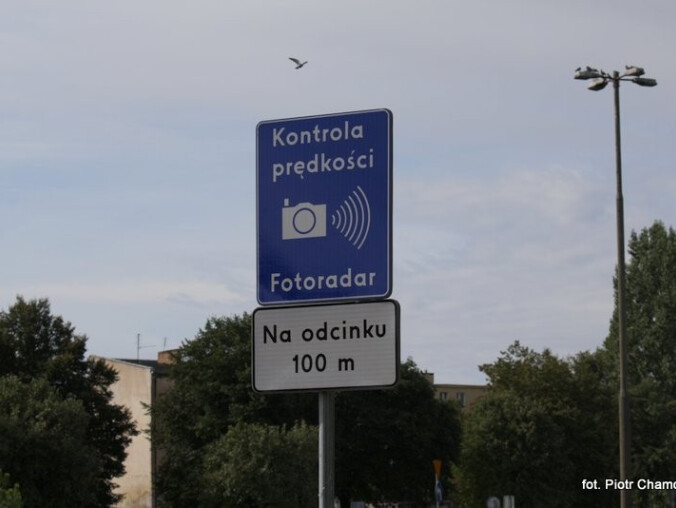 Kontrola
prędkości
Fotoradar
Na odcinku
100 m
fot. Piotr